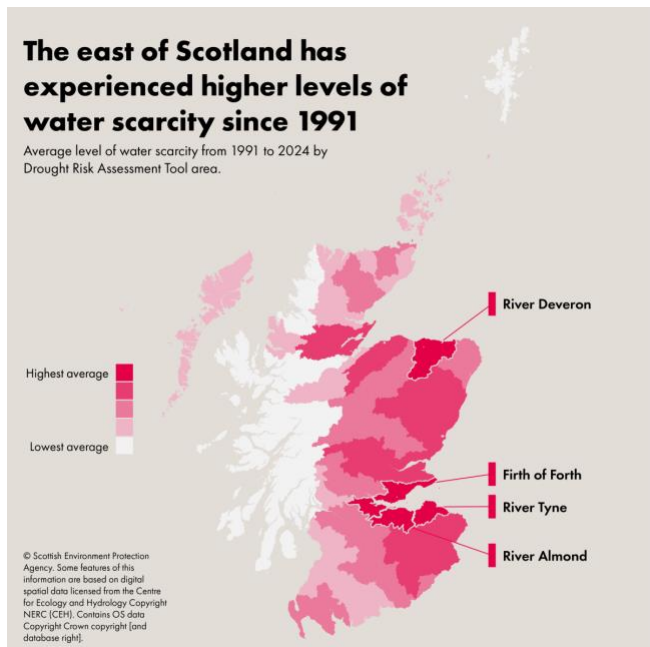 The east of Scotland has
experienced higher levels of
water scarcity since 1991
Average level of water scarcity from 1991 to 2024 by
Drought Risk Assessment Tool area.
River Deveron
Highest average
Lowest average
Firth of Forth
River Tyne
River Almond
© Scottish Environment Protection
Agency. Some features of this
information are based on digital
spatial data licensed from the Centre
for Ecology and Hydrology Copyright
NERC (CEH). Contains OS data
Copyright Crown copyright [and
database right].